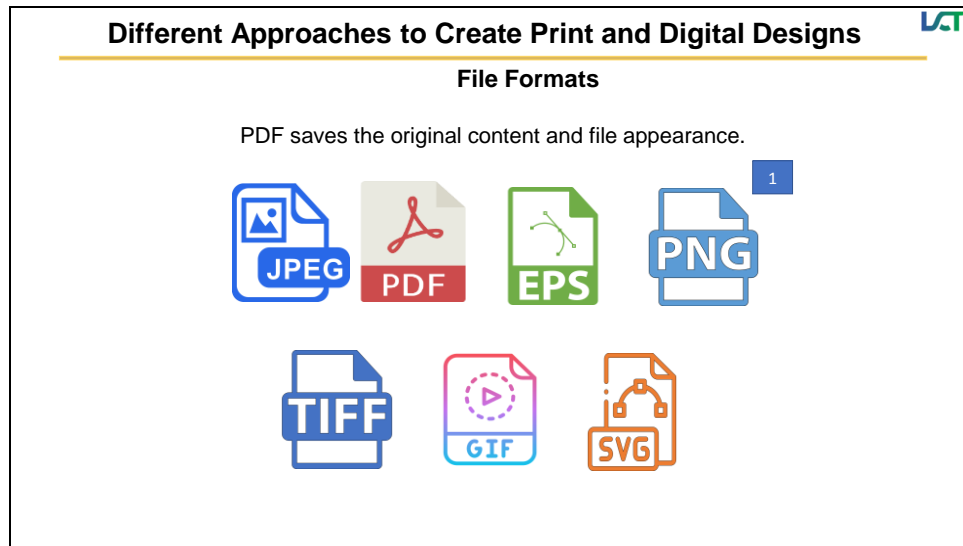 Different Approaches to Create Print and Digital Designs
LCT
File Formats
PDF saves the original content and file appearance.
1
JPEG
PDF
EPS
PNG
TIFF
GIF
SVG